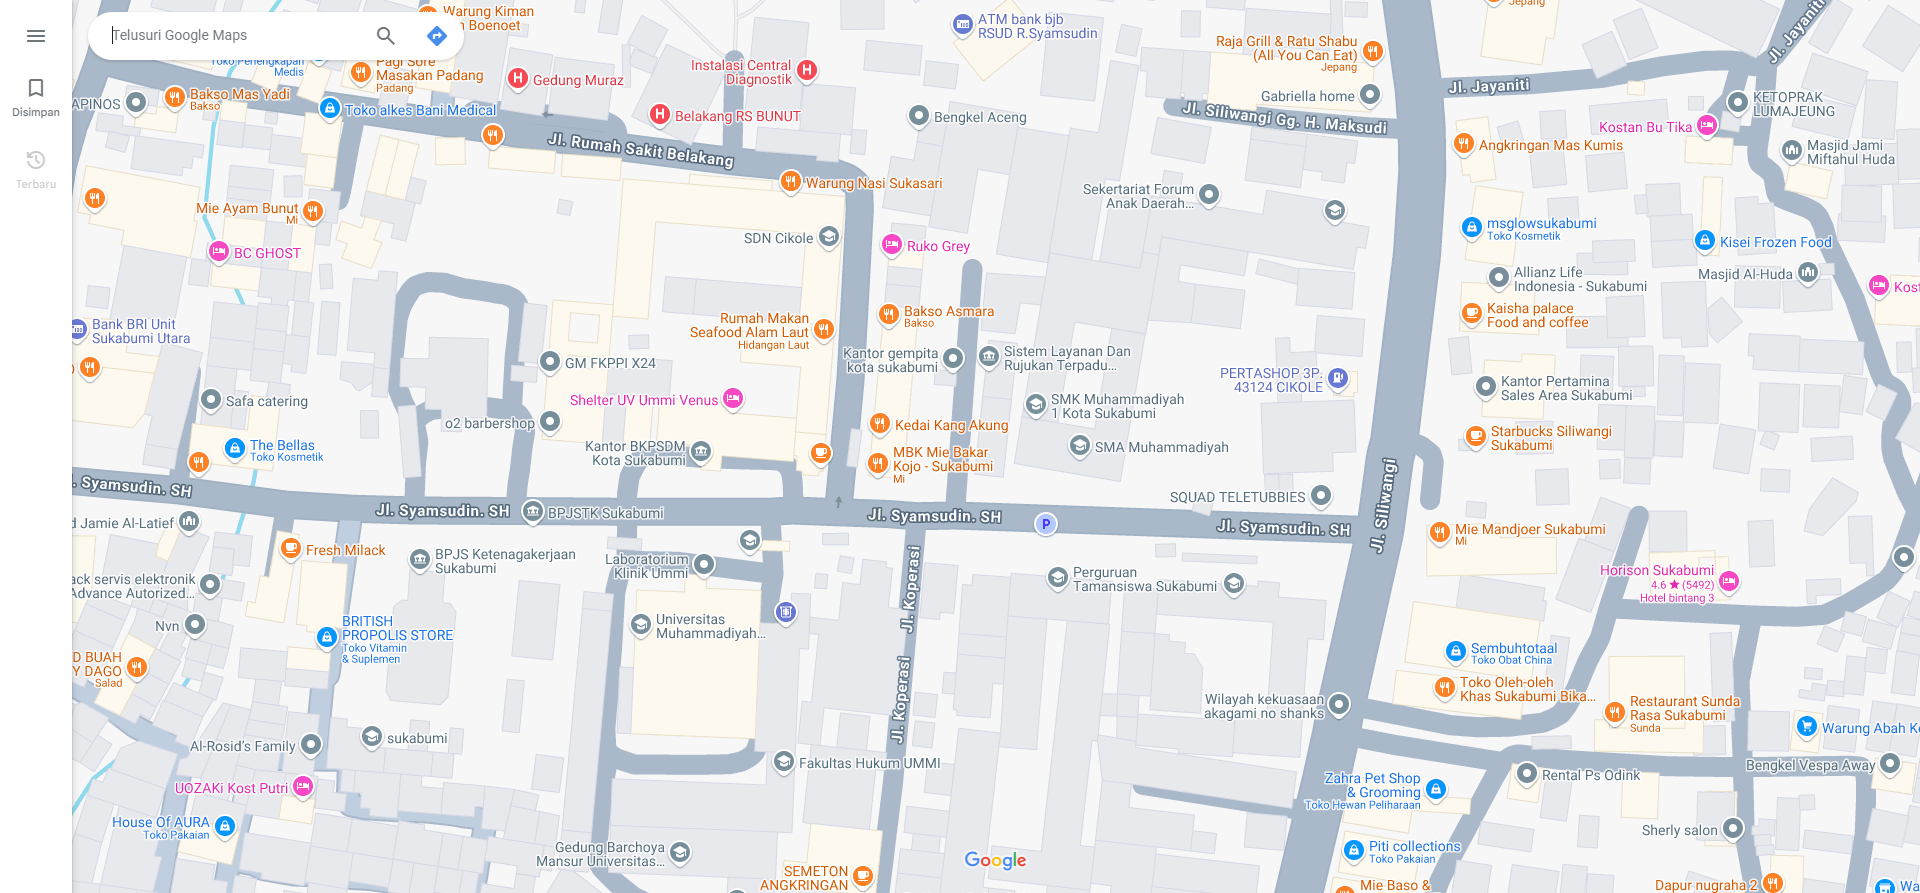 Telusuri Google Maps
Disimpan
Terbaru
Warung Kiman
n Boenoet
ATM bank bjb
RSUD R.Syamsudin
Jepang
Jl. Jayaniti
Toko Perlengkapan
Medis
Pagi Sore
Masakan Padang
Padang
Gedung Muraz
Instalasi Central
Diagnostik
Raja Grill & Ratu Shabu
(All You Can Eat)
Jepang
Jl. Jayaniti
Gabriella home
KETOPRAK
LUMAJEUNG
APINOS
Bakso Mas Yadi
Bakso
Toko alkes Bani Medical
Belakang RS BUNUT
Bengkel Aceng
Jl. Siliwangi Gg. H. Maksudi
Kostan Bu Tika
Jl. Rumah Sakit Belakang
Angkringan Mas Kumis
Masjid Jami
Miftahul Huda
Warung Nasi Sukasari
Sekertariat Forum
Anak Daerah...
Mie Ayam Bunut
Mi
msglowsukabumi
Toko Kosmetik
SDN Cikole
Ruko Grey
Kisei Frozen Food
BC GHOST
Allianz Life
Indonesia - Sukabumi
Masjid Al-Huda
Kost
Bakso Asmara
Bakso
Kaisha palace
Food and coffee
Bank BRI Unit
Sukabumi Utara
Rumah Makan
Seafood Alam Laut
Hidangan Laut
Kantor gempita
kota sukabumi
Sistem Layanan Dan
Rujukan Terpadu...
GM FKPPI X24
PERTASHOP 3P.
43124 CIKOLE
Kantor Pertamina
Sales Area Sukabumi
Safa catering
Shelter UV Ummi Venus
SMK Muhammadiyah
1 Kota Sukabumi
o2 barbershop
Kedai Kang Akung
Starbucks Siliwangi
Sukabumi
The Bellas
Toko Kosmetik
Kantor BKPSDM
Kota Sukabumi
MBK Mie Bakar
Kojo - Sukabumi
Mi
SMA Muhammadiyah
Jl. Siliwangi
. Syamsudin. SH
SQUAD TELETUBBIES
Jl. Syamsudin. SH
BPJSTK Sukabumi
Jl. Syamsudin. SH
P
Jl. Syamsudin. SH
Mie Mandjoer Sukabumi
Mi
d Jamie Al-Latief
Fresh Milack
BPJS Ketenagakerjaan
Sukabumi
Laboratorium
Klinik Ummi
Jl. Koperasi
Perguruan
Tamansiswa Sukabumi
Horison Sukabumi
4.6 ★ (5492)
Hotel bintang 3
ack servis elektronik
Advance Autorized...
Nvn
BRITISH
PROPOLIS STORE
Toko Vitamin
& Suplemen
Universitas
Muhammadiyah...
Sembuhtotaal
Toko Obat China
D BUAH
Y DAGO
Salad
Jl. Koperasi
Toko Oleh-oleh
Khas Sukabumi Bika...
Wilayah kekuasaan
akagami no shanks
Restaurant Sunda
Rasa Sukabumi
Sunda
Warung Abah K
Al-Rosid's Family
sukabumi
Fakultas Hukum UMMI
Bengkel Vespa Away
Rental Ps Odink
UOZAKi Kost Putri
Zahra Pet Shop
& Grooming
Toko Hewan Peliharaan
House Of AURA
Toko Pakaian
Sherly salon
Gedung Barchoya
Mansur Universitas...
Google
Piti collections
Toko Pakaian
SEMETON
ANGKRINGAN
Mie Baso &
Dapur nugraha 2
Wa